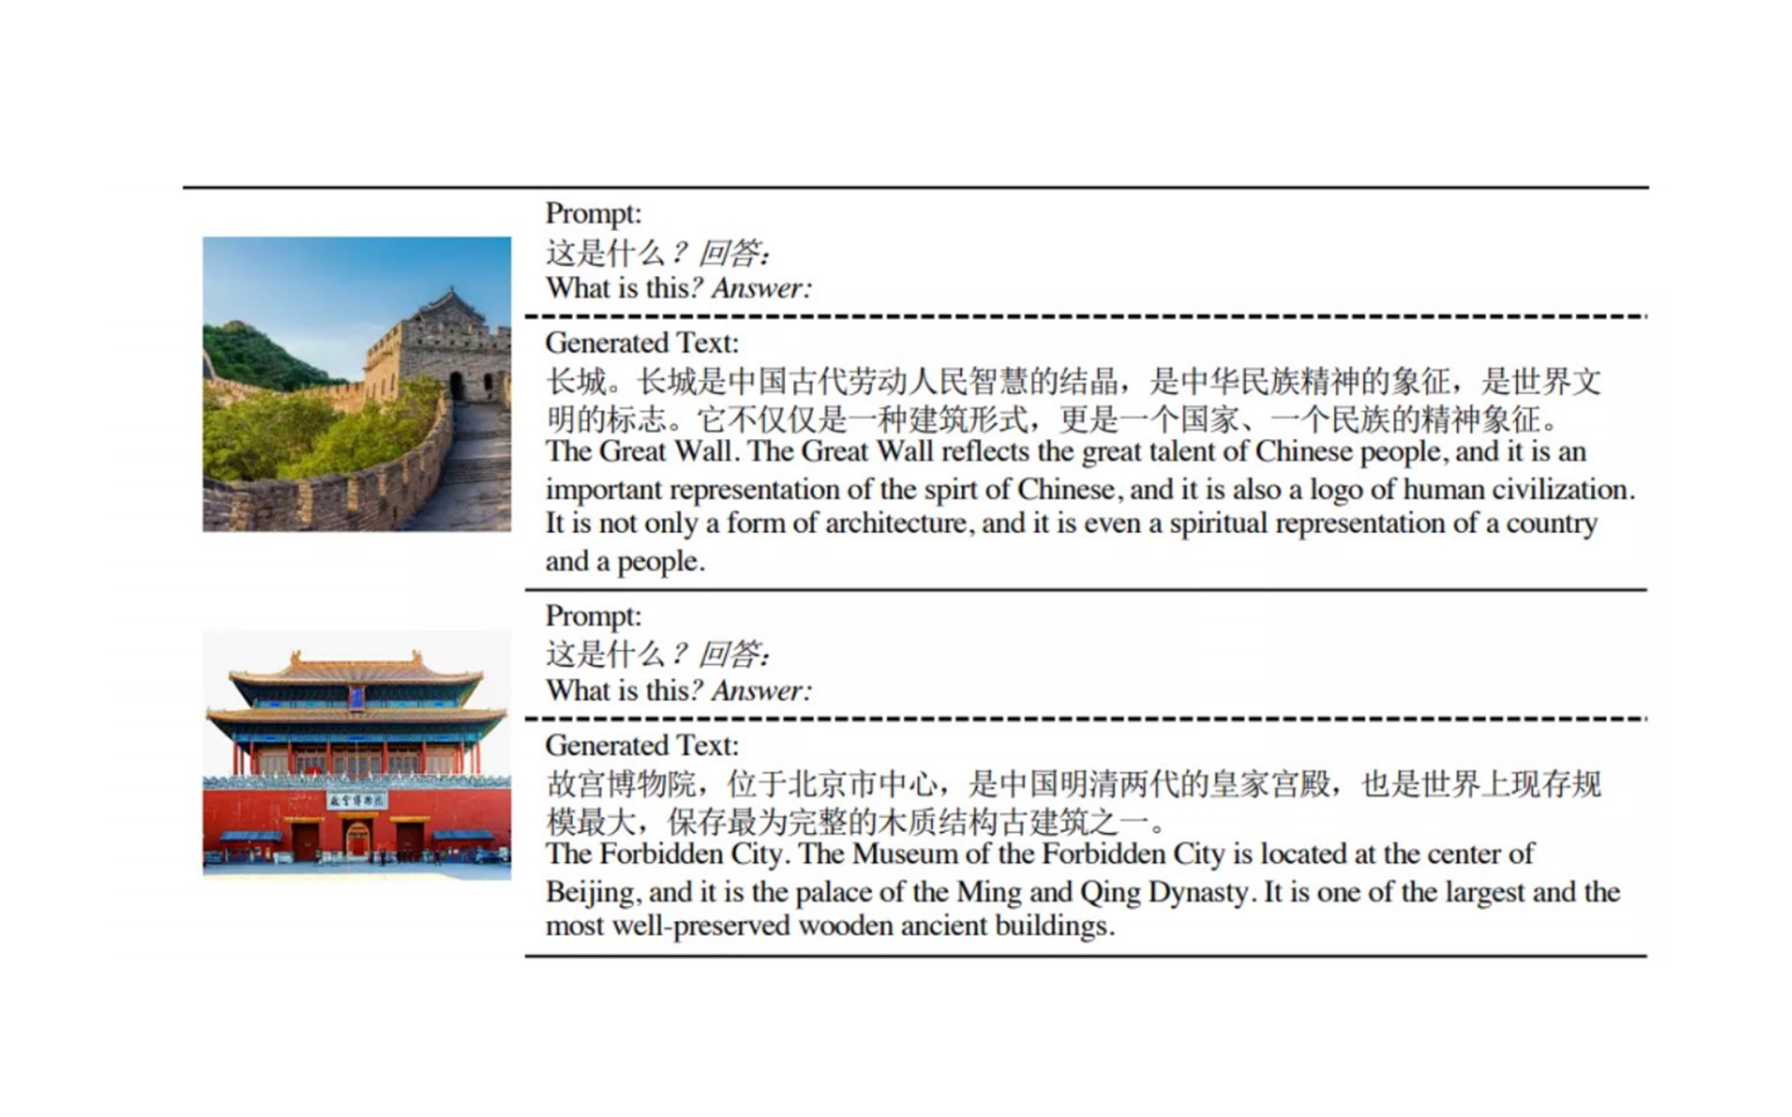 Prompt:
这是什么？回答：
What is this? Answer:
Generated Text:
长城。长城是中国古代劳动人民智慧的结晶，是中华民族精神的象征，是世界文
明的标志。它不仅仅是一种建筑形式，更是一个国家、一个民族的精神象征。
The Great Wall. The Great Wall reflects the great talent of Chinese people, and it is an
important representation of the spirt of Chinese, and it is also a logo of human civilization.
It is not only a form of architecture, and it is even a spiritual representation of a country
and a people.
Prompt:
这是什么？回答：
What is this? Answer:
故宫博物院
Generated Text:
故宫博物院，位于北京市中心，是中国明清两代的皇家宫殿，也是世界上现存规
模最大，保存最为完整的木质结构古建筑之一。
The Forbidden City. The Museum of the Forbidden City is located at the center of
Beijing, and it is the palace of the Ming and Qing Dynasty. It is one of the largest and the
most well-preserved wooden ancient buildings.